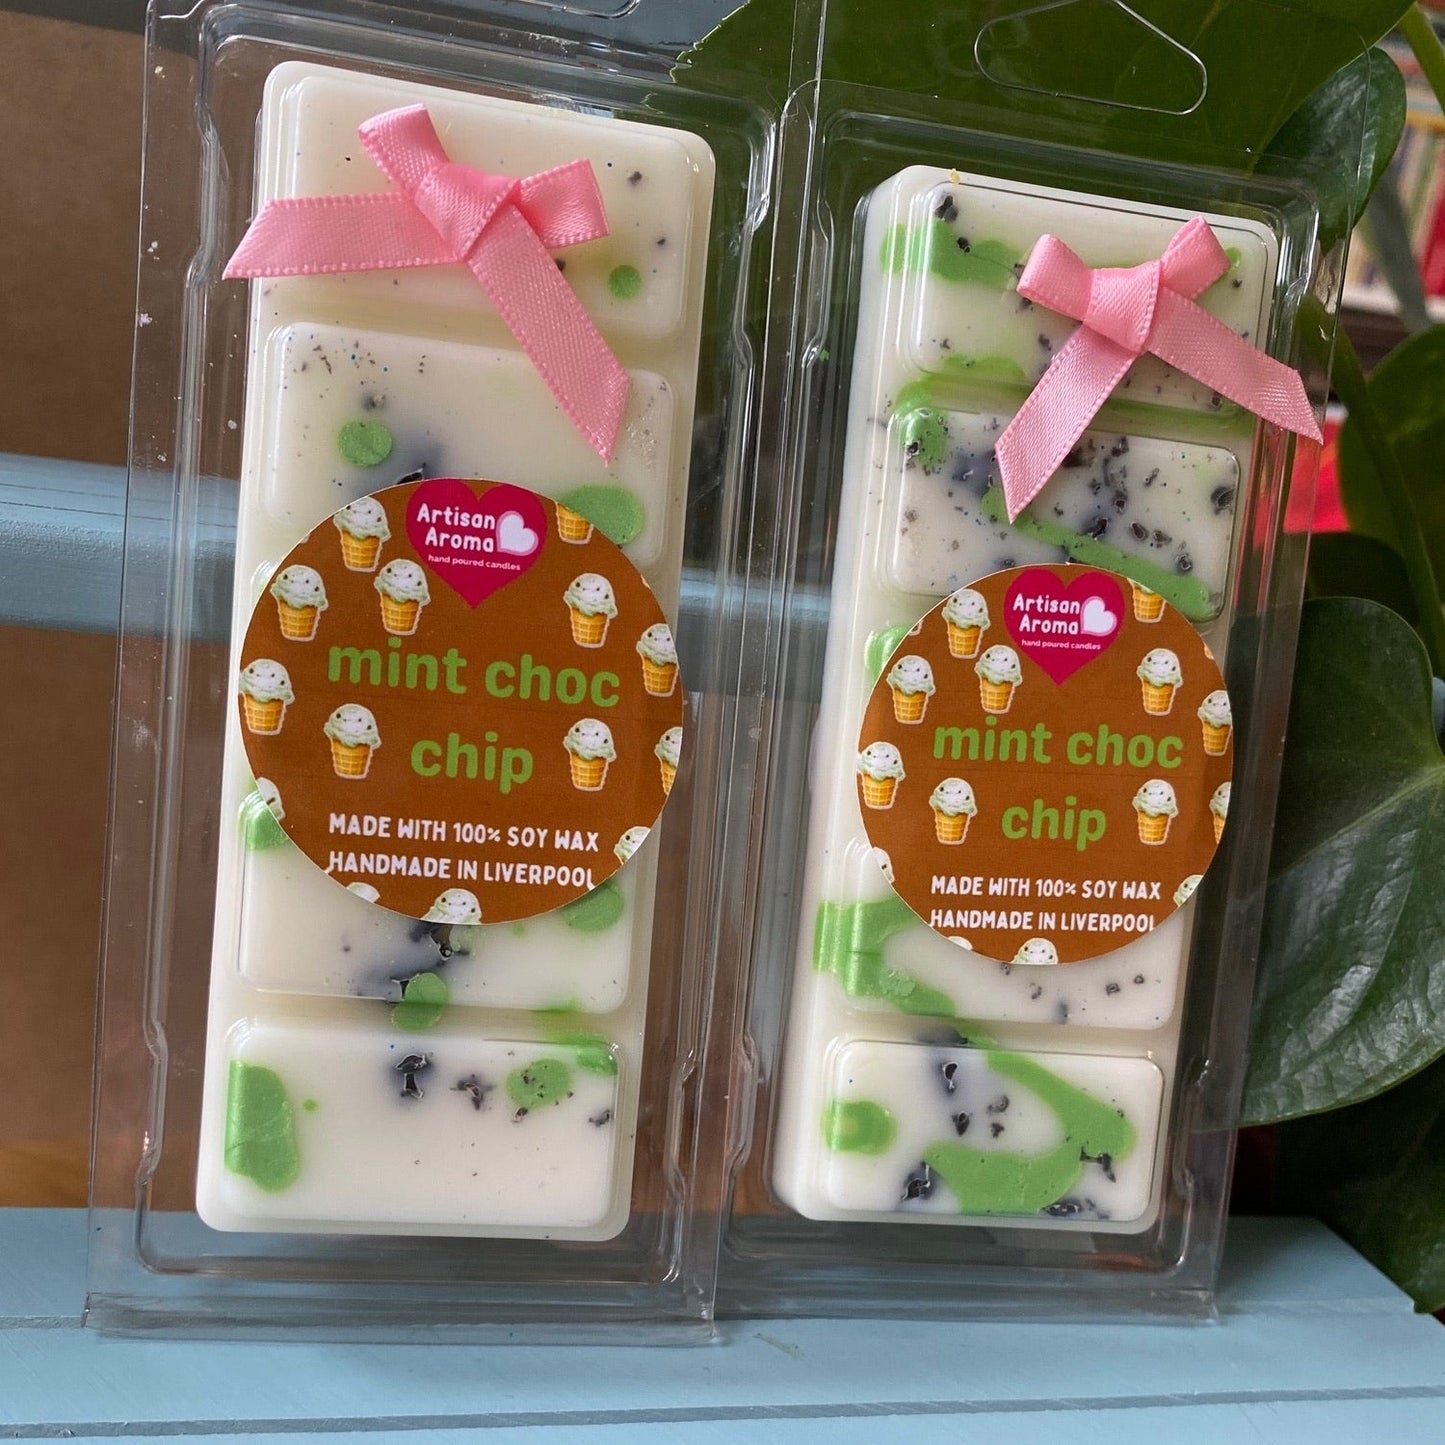 Artisan
Aroma
hand poured candles
mint choc
chip
MADE WITH 100% SOY WAX
HANDMADE IN LIVERPOOL
Artisan
Aroma
hand poured candles
mint choc
chip
MADE WITH 100% SOY WAX
HANDMADE IN LIVERPOOL